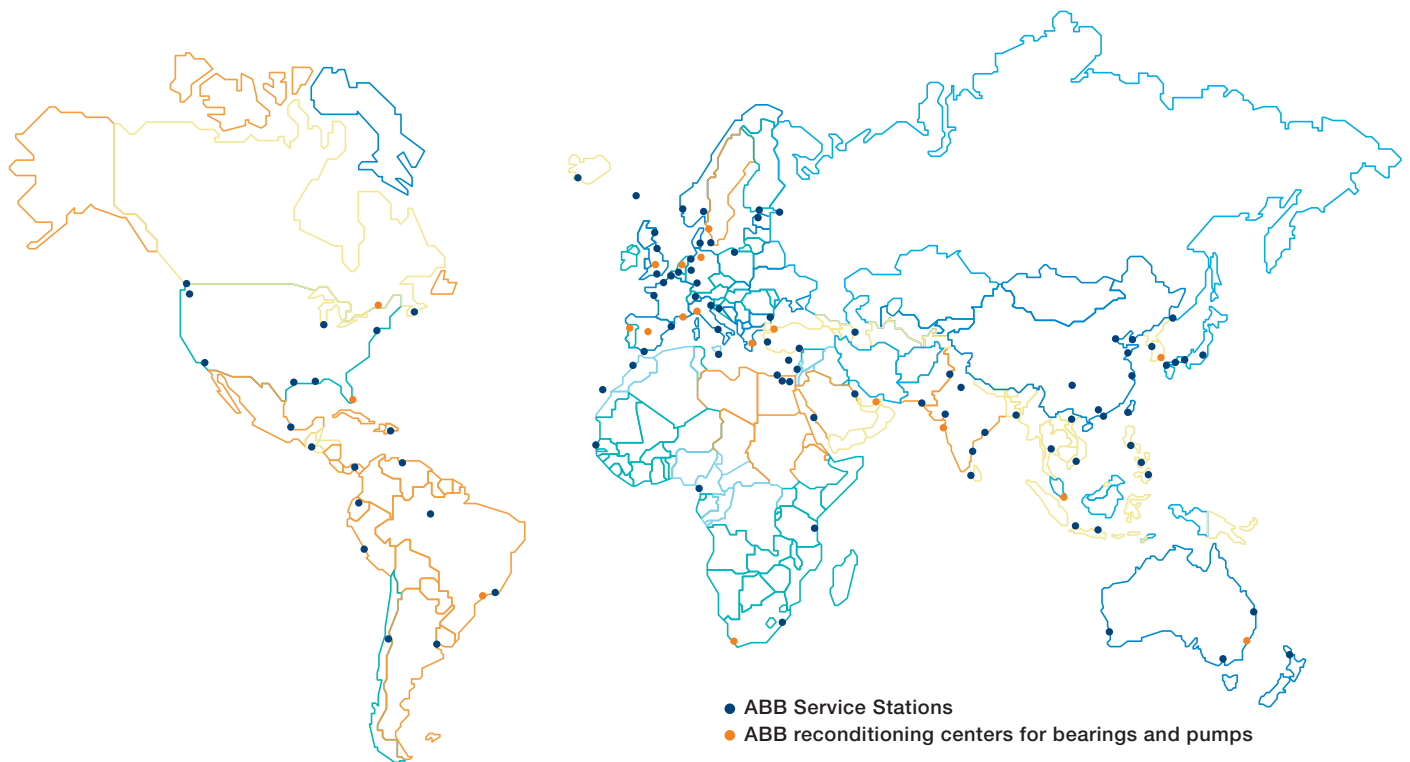 ABB Service Stations
ABB reconditioning centers for bearings and pumps